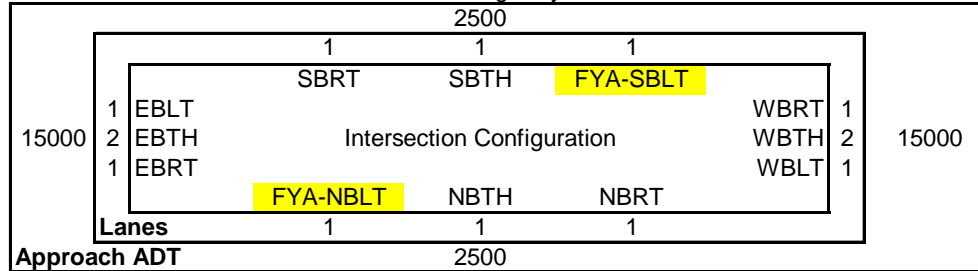 2500
1 1 1
SBRT SBTH FYA-SBLT
1 EBLT WBRT 1
15000 2 EBTH Intersection Configuration WBTH 2 15000
1 EBRT WBLT 1
FYA-NBLT NBTH NBRT
Lanes 1 1 1
Approach ADT 2500